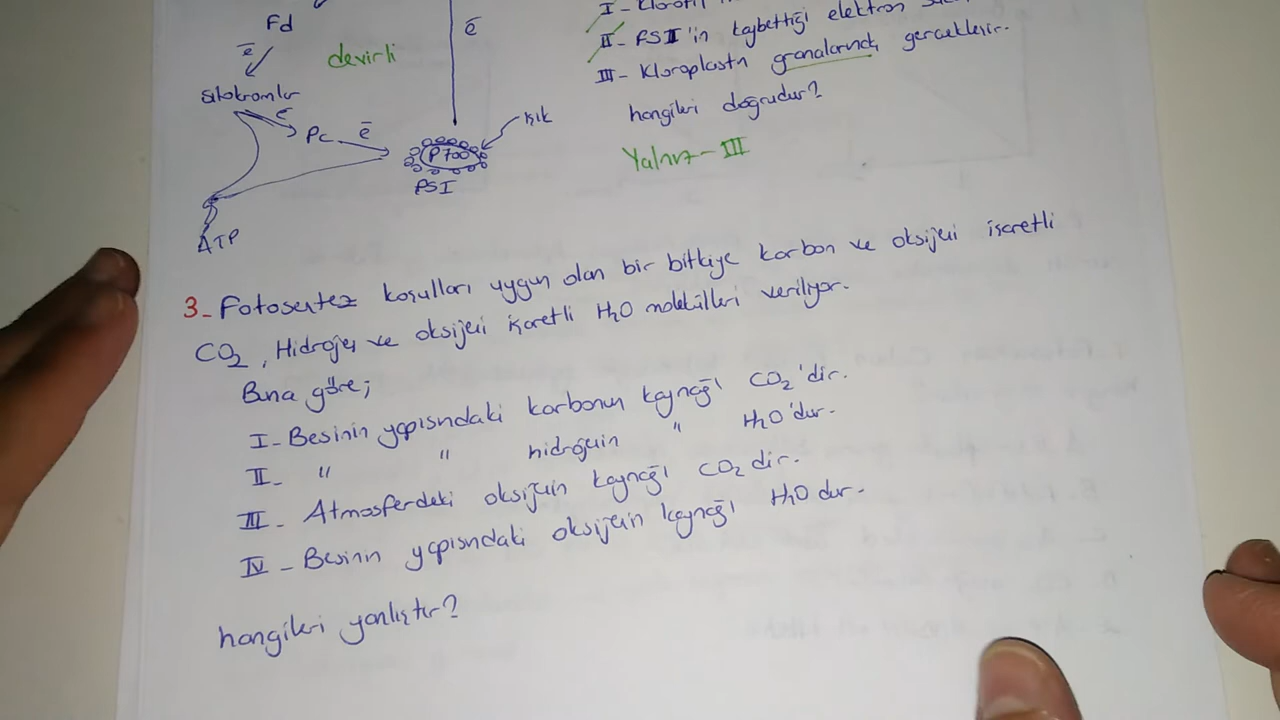 Fd
ē
ē
devirli
Sitokromlar
ē
Pc
ē
P700
PSI
Işık
ATP
I- Klorofil
II- PSI'in kaybettiği elektron
III- Kloroplastın granalarında gerçekleşir.
hangileri doğrudur?
Yalnız-III
3- Fotosentez koşulları uygun olan bir bitkiye karbon ve oksijeni işaretli
CO2, Hidrojen ve oksijeni işaretli H2O molekülleri veriliyor.
Buna göre;
I- Besinin yapısındaki karbonun kaynağı CO2'dir.
II- " " hidrojenin " H2O'dur.
III- Atmosferdeki oksijenin kaynağı CO2 dir.
IV- Besinin yapısındaki oksijenin kaynağı H2O dur.
hangileri yanlıştır?